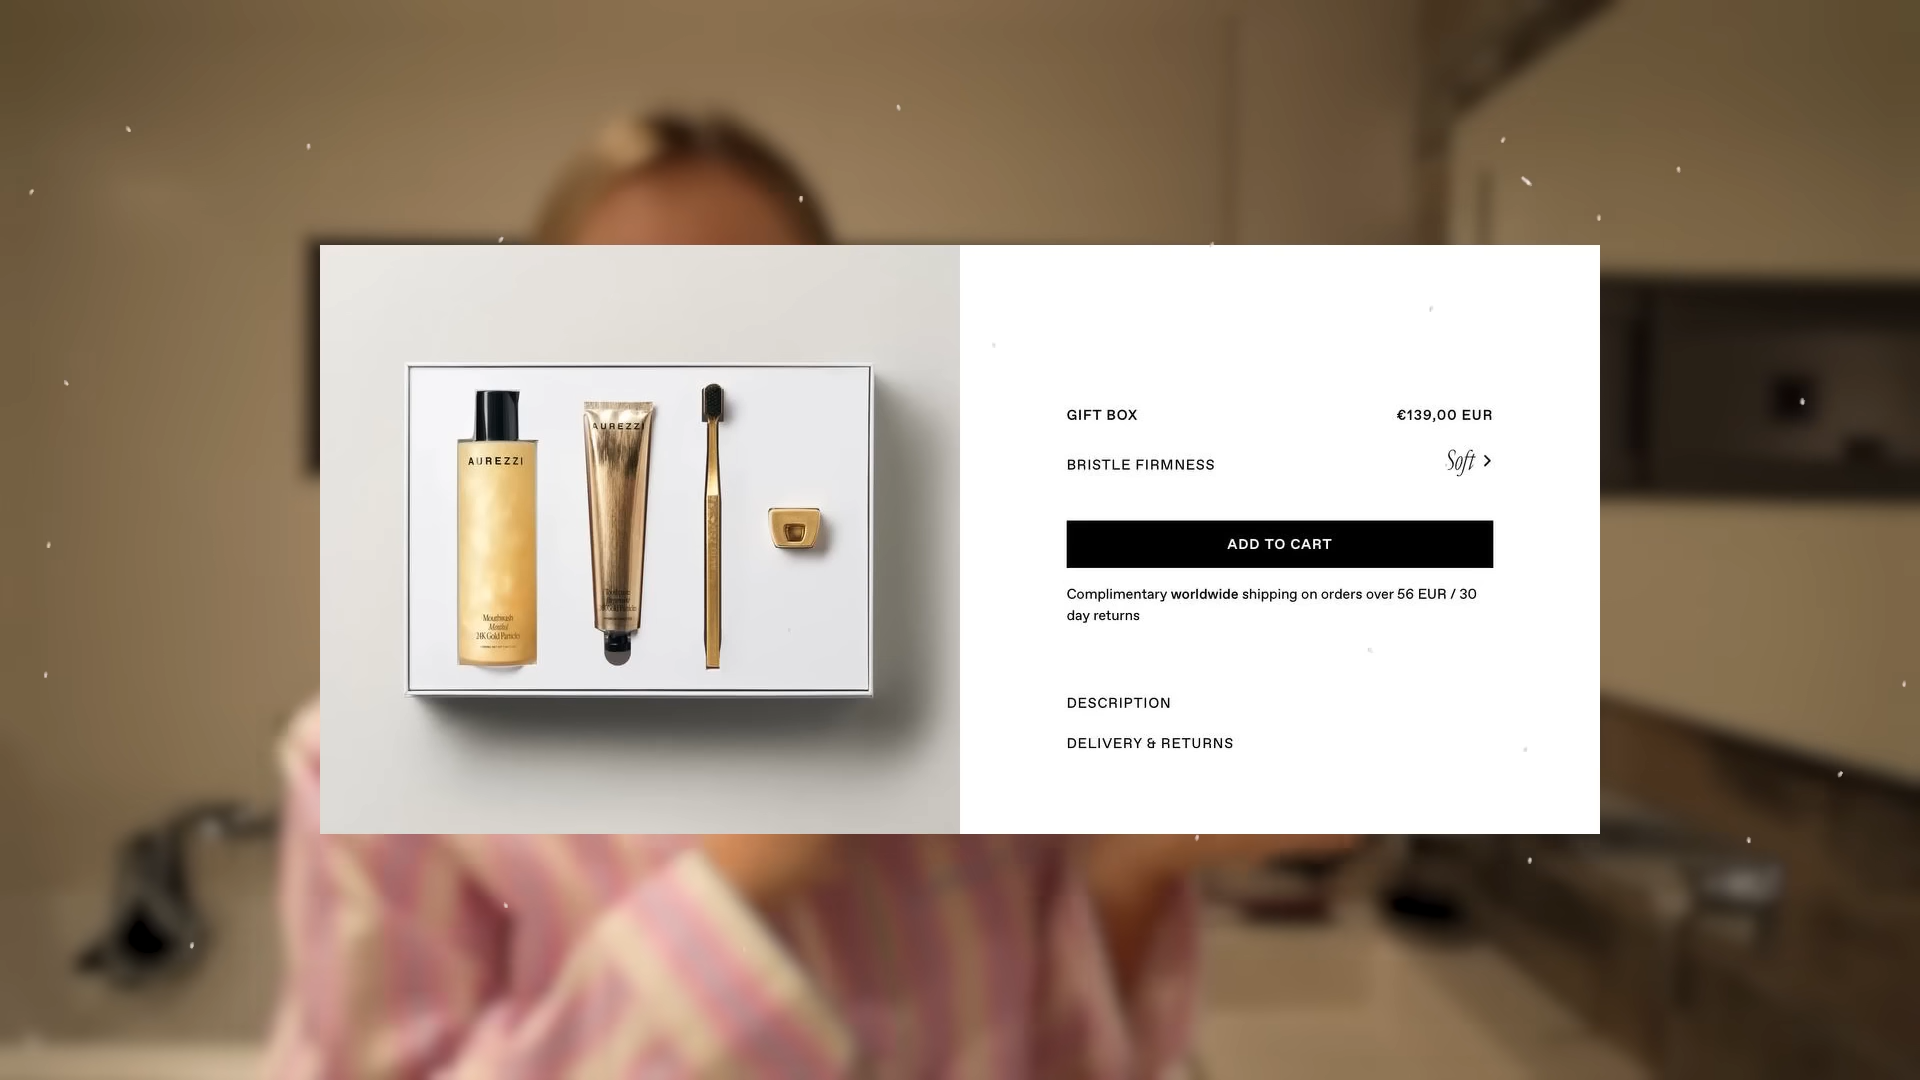 AUREZZI
Mouthwash
Menthol
24K Gold Particles
AUREZZI
GIFT BOX
€139,00 EUR
BRISTLE FIRMNESS
Soft
ADD TO CART
Complimentary worldwide shipping on orders over 56 EUR / 30
day returns
DESCRIPTION
DELIVERY & RETURNS